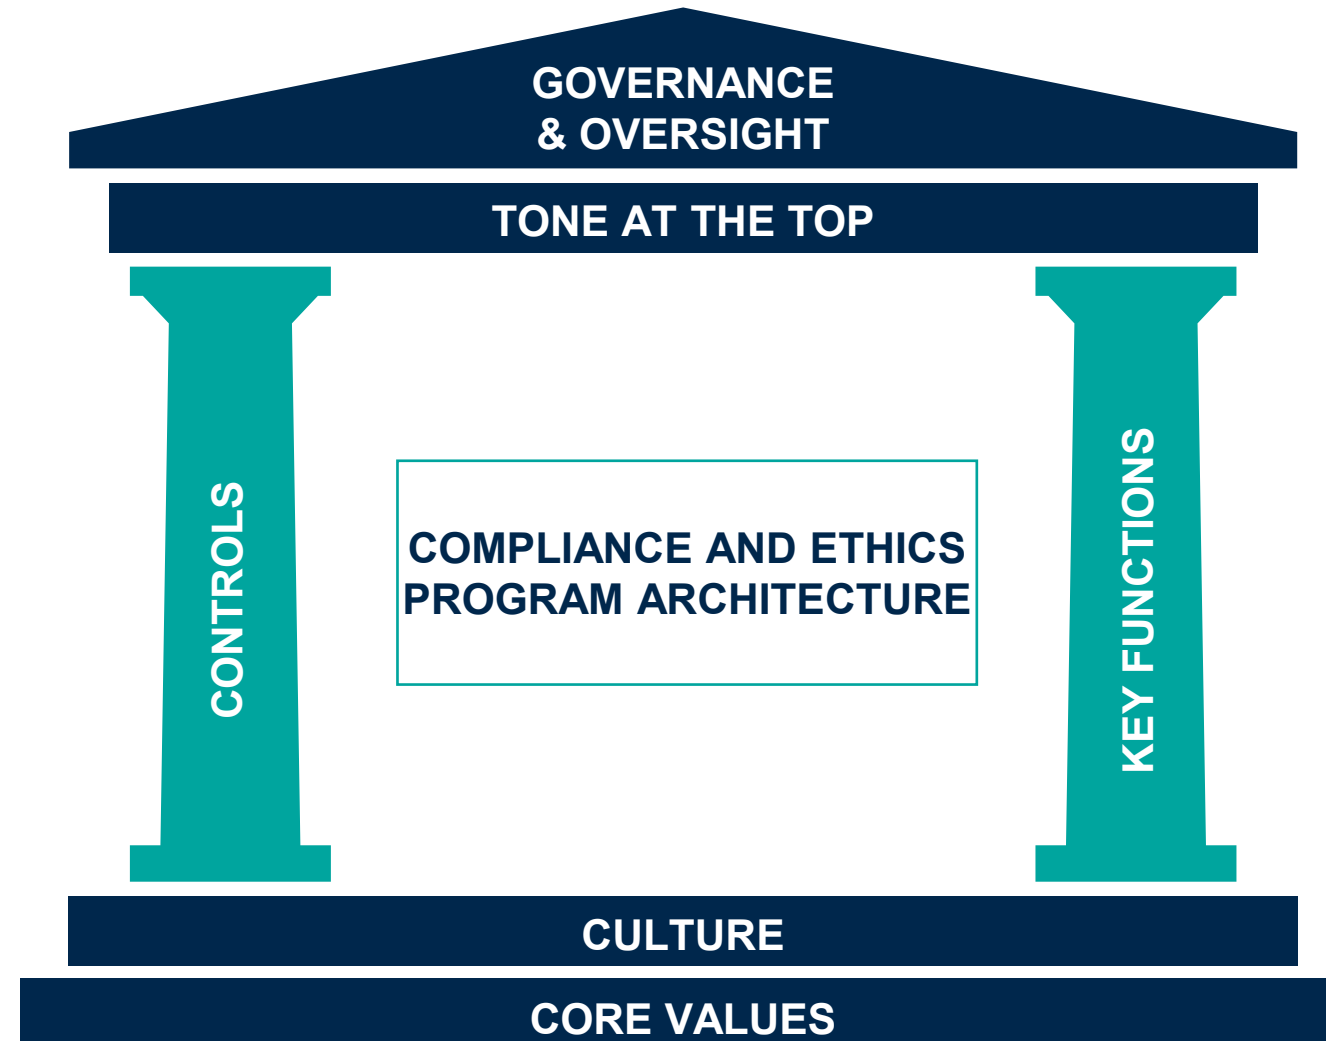 GOVERNANCE
& OVERSIGHT
TONE AT THE TOP
CONTROLS
COMPLIANCE AND ETHICS
PROGRAM ARCHITECTURE
KEY FUNCTIONS
CULTURE
CORE VALUES